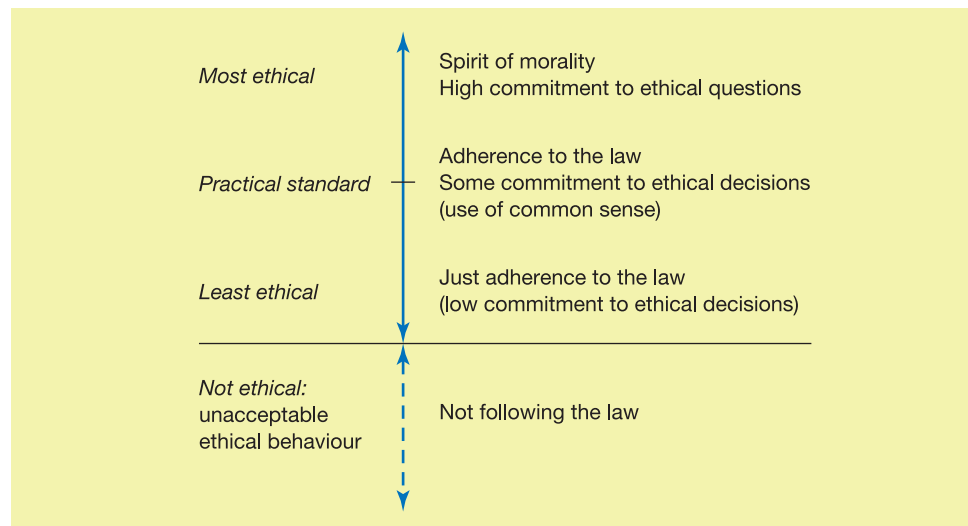 Most ethical
Spirit of morality
High commitment to ethical questions
Practical standard
Adherence to the law
Some commitment to ethical decisions
(use of common sense)
Least ethical
Just adherence to the law
(low commitment to ethical decisions)
Not ethical:
unacceptable
ethical behaviour
Not following the law